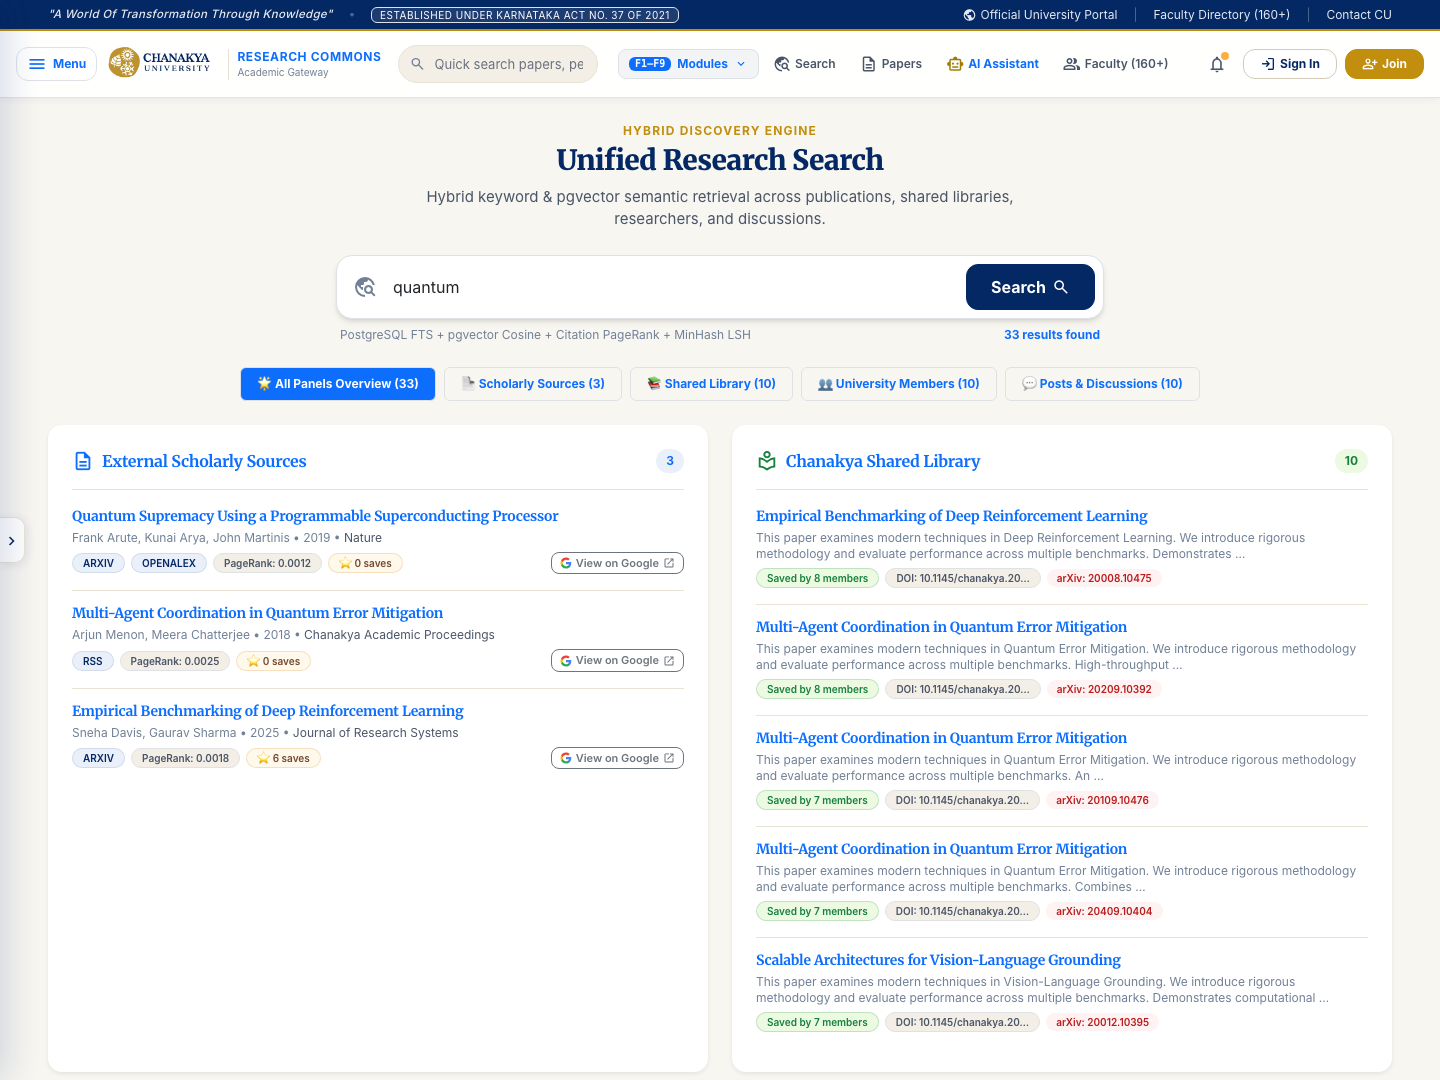 "A World Of Transformation Through Knowledge" • ESTABLISHED UNDER KARNATAKA ACT NO. 37 OF 2021 Official University Portal Faculty Directory (160+) Contact CU
Menu CHANAKYA UNIVERSITY RESEARCH COMMONS Quick search papers, pe F1–F9 Modules Search Papers AI Assistant Faculty (160+) Sign In Join
Academic Gateway
HYBRID DISCOVERY ENGINE
Unified Research Search
Hybrid keyword & pgvector semantic retrieval across publications, shared libraries,
researchers, and discussions.
quantum Search
PostgreSQL FTS + pgvector Cosine + Citation PageRank + MinHash LSH 33 results found
All Panels Overview (33) Scholarly Sources (3) Shared Library (10) University Members (10) Posts & Discussions (10)
External Scholarly Sources 3
Quantum Supremacy Using a Programmable Superconducting Processor
Frank Arute, Kunai Arya, John Martinis • 2019 • Nature
ARXIV OPENALEX PageRank: 0.0012 0 saves View on Google
Multi-Agent Coordination in Quantum Error Mitigation
Arjun Menon, Meera Chatterjee • 2018 • Chanakya Academic Proceedings
RSS PageRank: 0.0025 0 saves View on Google
Empirical Benchmarking of Deep Reinforcement Learning
Sneha Davis, Gaurav Sharma • 2025 • Journal of Research Systems
ARXIV PageRank: 0.0018 6 saves View on Google
Chanakya Shared Library 10
Empirical Benchmarking of Deep Reinforcement Learning
This paper examines modern techniques in Deep Reinforcement Learning. We introduce rigorous
methodology and evaluate performance across multiple benchmarks. Demonstrates ...
Saved by 8 members DOI: 10.1145/chanakya.20... arXiv: 20008.10475
Multi-Agent Coordination in Quantum Error Mitigation
This paper examines modern techniques in Quantum Error Mitigation. We introduce rigorous methodology
and evaluate performance across multiple benchmarks. High-throughput ...
Saved by 8 members DOI: 10.1145/chanakya.20... arXiv: 20209.10392
Multi-Agent Coordination in Quantum Error Mitigation
This paper examines modern techniques in Quantum Error Mitigation. We introduce rigorous methodology
and evaluate performance across multiple benchmarks. An ...
Saved by 7 members DOI: 10.1145/chanakya.20... arXiv: 20109.10476
Multi-Agent Coordination in Quantum Error Mitigation
This paper examines modern techniques in Quantum Error Mitigation. We introduce rigorous methodology
and evaluate performance across multiple benchmarks. Combines ...
Saved by 7 members DOI: 10.1145/chanakya.20... arXiv: 20409.10404
Scalable Architectures for Vision-Language Grounding
This paper examines modern techniques in Vision-Language Grounding. We introduce rigorous
methodology and evaluate performance across multiple benchmarks. Demonstrates computational ...
Saved by 7 members DOI: 10.1145/chanakya.20... arXiv: 20012.10395